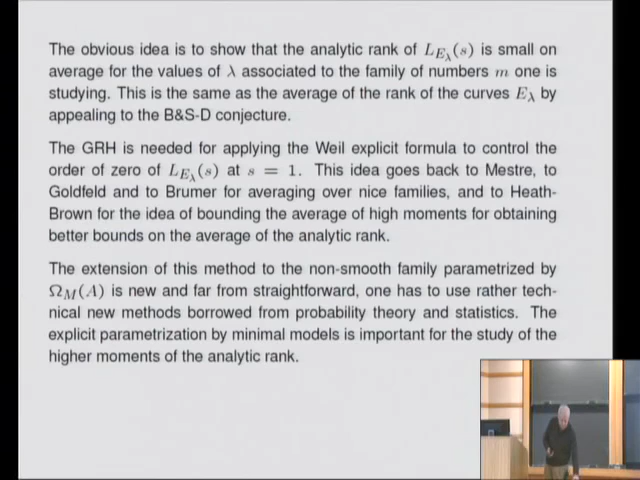 The obvious idea is to show that the analytic rank of L_{E_λ}(s) is small on
average for the values of λ associated to the family of numbers m one is
studying. This is the same as the average of the rank of the curves E_λ by
appealing to the B&S-D conjecture.
The GRH is needed for applying the Weil explicit formula to control the
order of zero of L_{E_λ}(s) at s = 1. This idea goes back to Mestre, to
Goldfeld and to Brumer for averaging over nice families, and to Heath-
Brown for the idea of bounding the average of high moments for obtaining
better bounds on the average of the analytic rank.
The extension of this method to the non-smooth family parametrized by
Ω_M(A) is new and far from straightforward, one has to use rather tech-
nical new methods borrowed from probability theory and statistics. The
explicit parametrization by minimal models is important for the study of the
higher moments of the analytic rank.